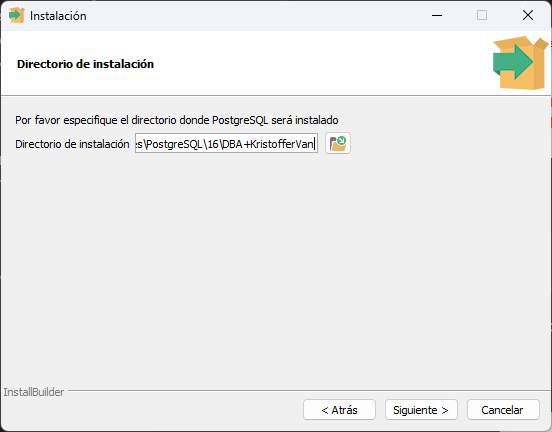 Instalación
Directorio de instalación
Por favor especifique el directorio donde PostgreSQL será instalado
Directorio de instalación es\PostgreSQL\16\DBA+KristofferVan
InstallBuilder
< Atrás Siguiente > Cancelar